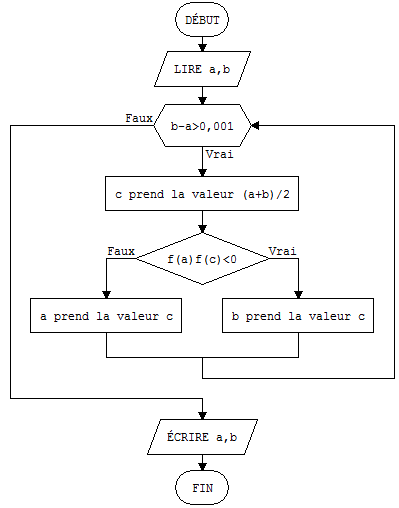 DÉBUT
LIRE a,b
b-a>0,001
Faux
Vrai
c prend la valeur (a+b)/2
f(a)f(c)<0
Faux
Vrai
a prend la valeur c
b prend la valeur c
ÉCRIRE a,b
FIN